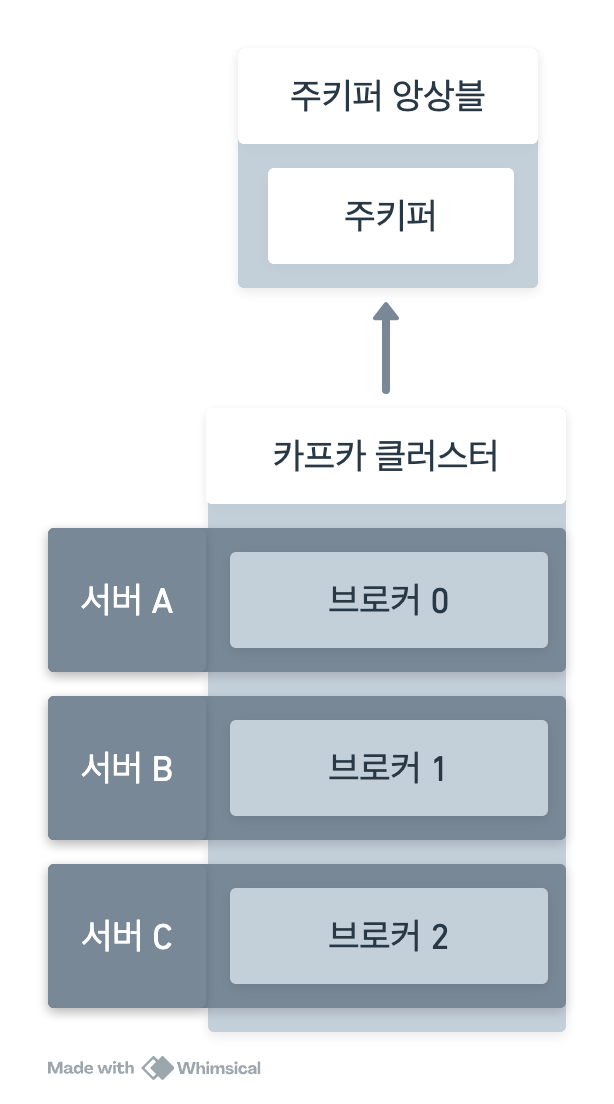 주키퍼 앙상블
주키퍼
카프카 클러스터
서버 A
브로커 0
서버 B
브로커 1
서버 C
브로커 2
Made with Whimsical